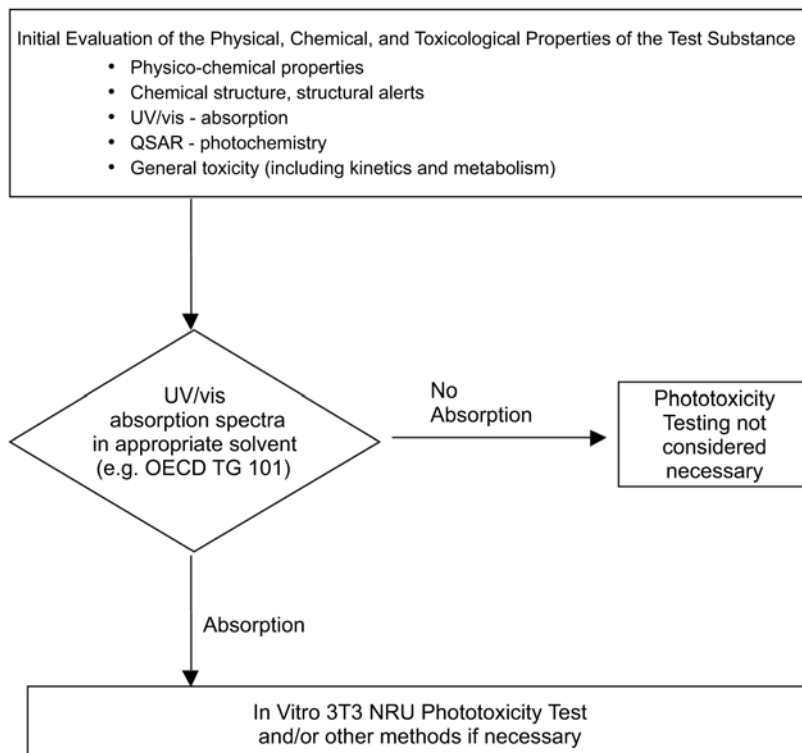 Initial Evaluation of the Physical, Chemical, and Toxicological Properties of the Test Substance
• Physico-chemical properties
• Chemical structure, structural alerts
• UV/vis - absorption
• QSAR - photochemistry
• General toxicity (including kinetics and metabolism)
UV/vis
absorption spectra
in appropriate solvent
(e.g. OECD TG 101)
No
Absorption
Phototoxicity
Testing not
considered
necessary
Absorption
In Vitro 3T3 NRU Phototoxicity Test
and/or other methods if necessary